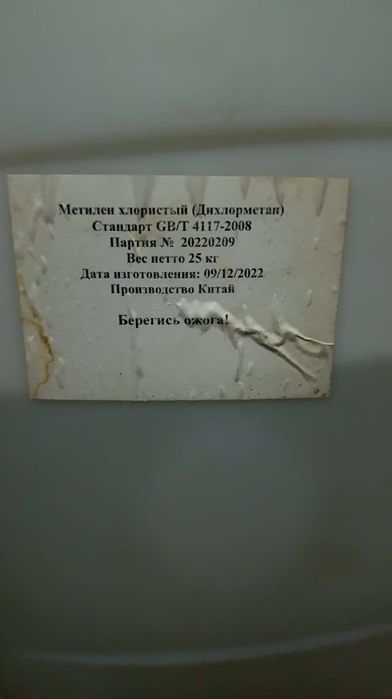 Метилен хлористый (Дихлорметан)
Стандарт GB/T 4117-2008
Партия № 20220209
Вес нетто 25 кг
Дата изготовления: 09/12/2022
Производство Китай
Берегись ожога!